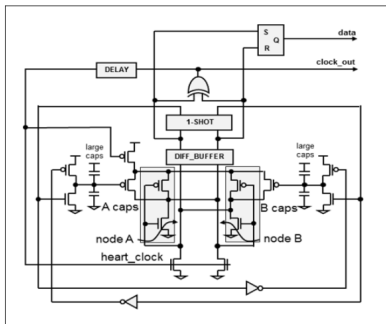 S
Q
R
data
clock_out
DELAY
1-SHOT
DIFF_BUFFER
large
caps
large
caps
A caps
B caps
node A
node B
heart_clock